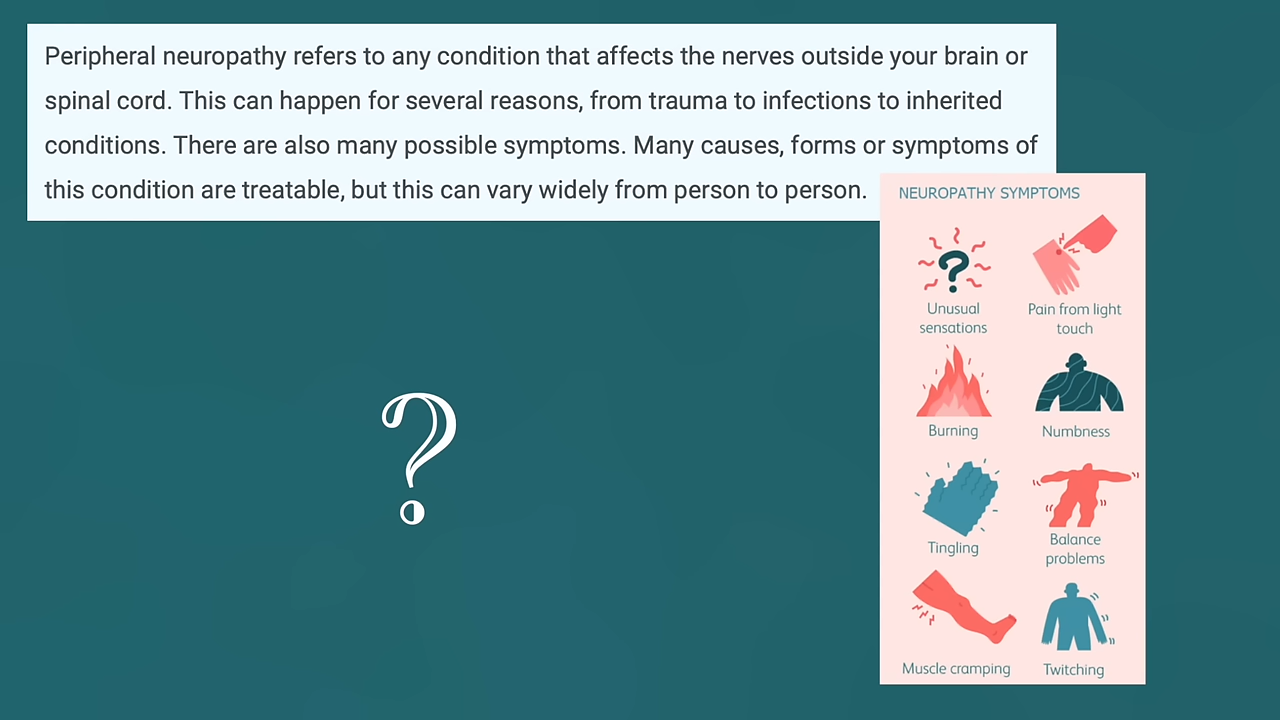 Peripheral neuropathy refers to any condition that affects the nerves outside your brain or
spinal cord. This can happen for several reasons, from trauma to infections to inherited
conditions. There are also many possible symptoms. Many causes, forms or symptoms of
this condition are treatable, but this can vary widely from person to person.
NEUROPATHY SYMPTOMS
?
Unusual
sensations
Pain from light
touch
Burning
Numbness
?
Tingling
Balance
problems
Muscle cramping
Twitching